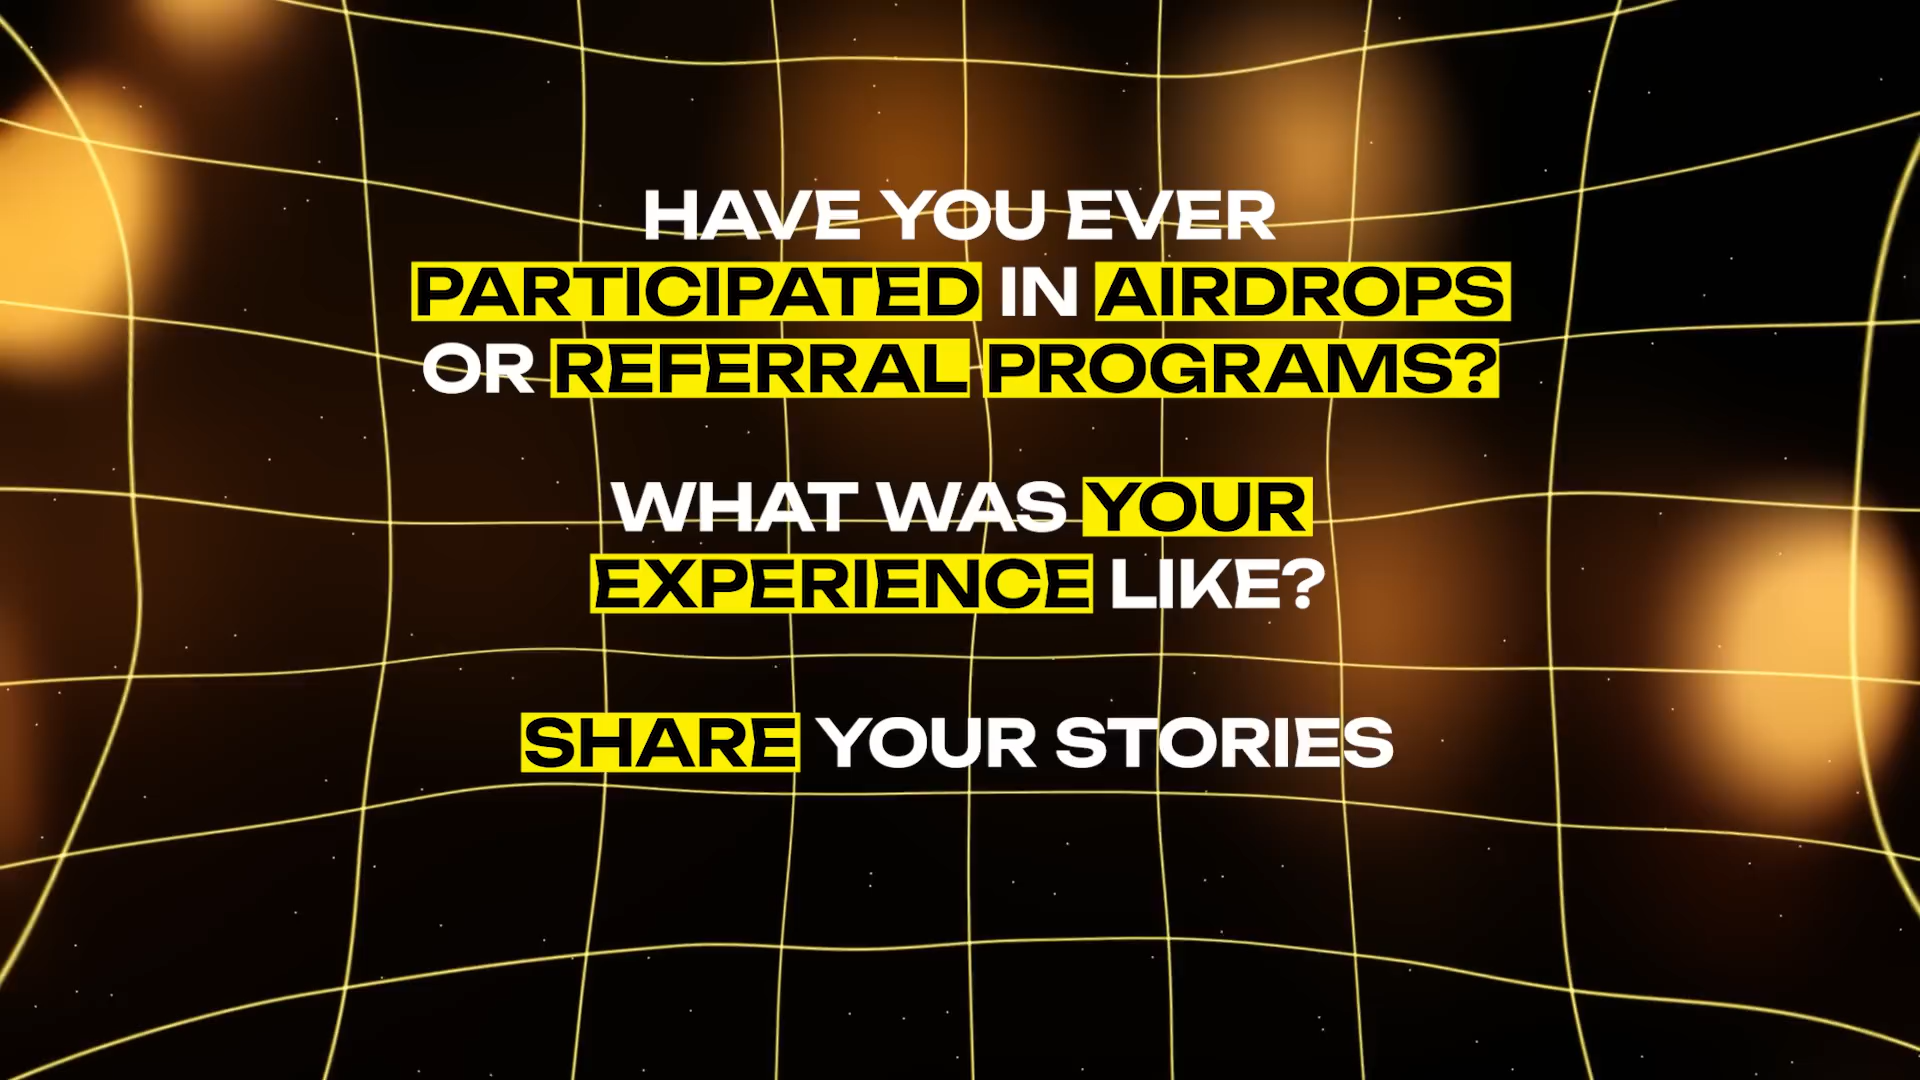 HAVE YOU EVER
PARTICIPATED IN AIRDROPS
OR REFERRAL PROGRAMS?
WHAT WAS YOUR
EXPERIENCE LIKE?
SHARE YOUR STORIES